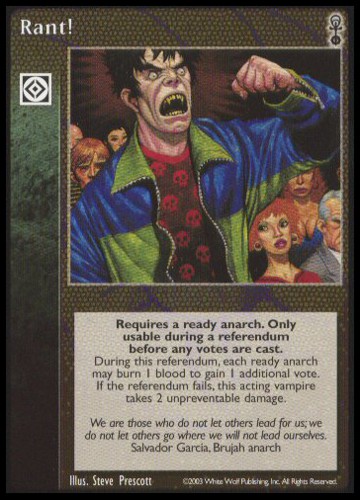 Rant!
Requires a ready anarch. Only
usable during a referendum
before any votes are cast.
During this referendum, each ready anarch
may burn 1 blood to gain 1 additional vote.
If the referendum fails, this acting vampire
takes 2 unpreventable damage.
We are those who do not let others lead for us; we
do not let others go where we will not lead ourselves.
Salvador Garcia, Brujah anarch
Illus. Steve Prescott
©2003 White Wolf Publishing, Inc. All Rights Reserved.